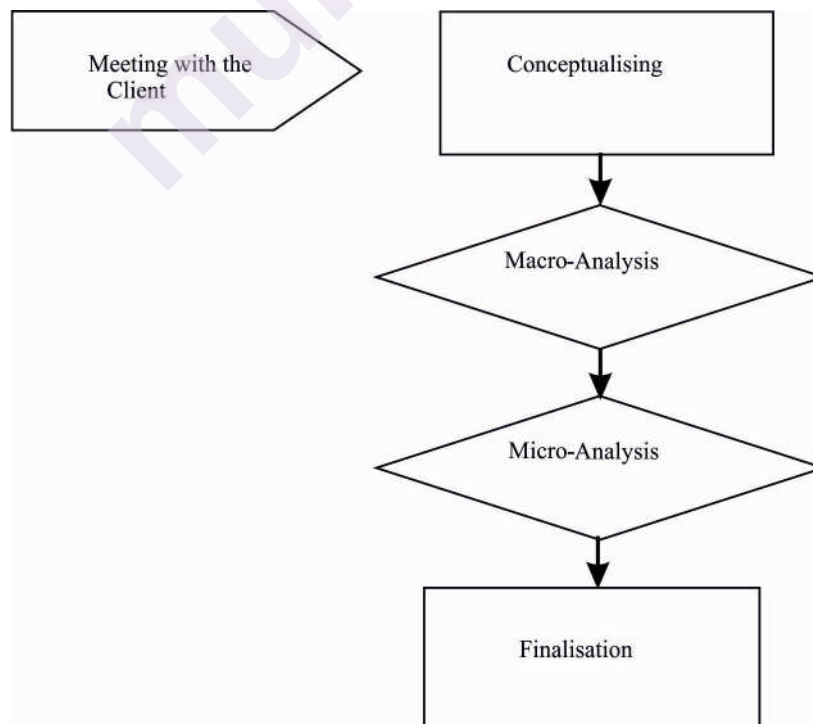 Meeting with the
Client
Conceptualising
Macro-Analysis
Micro-Analysis
Finalisation